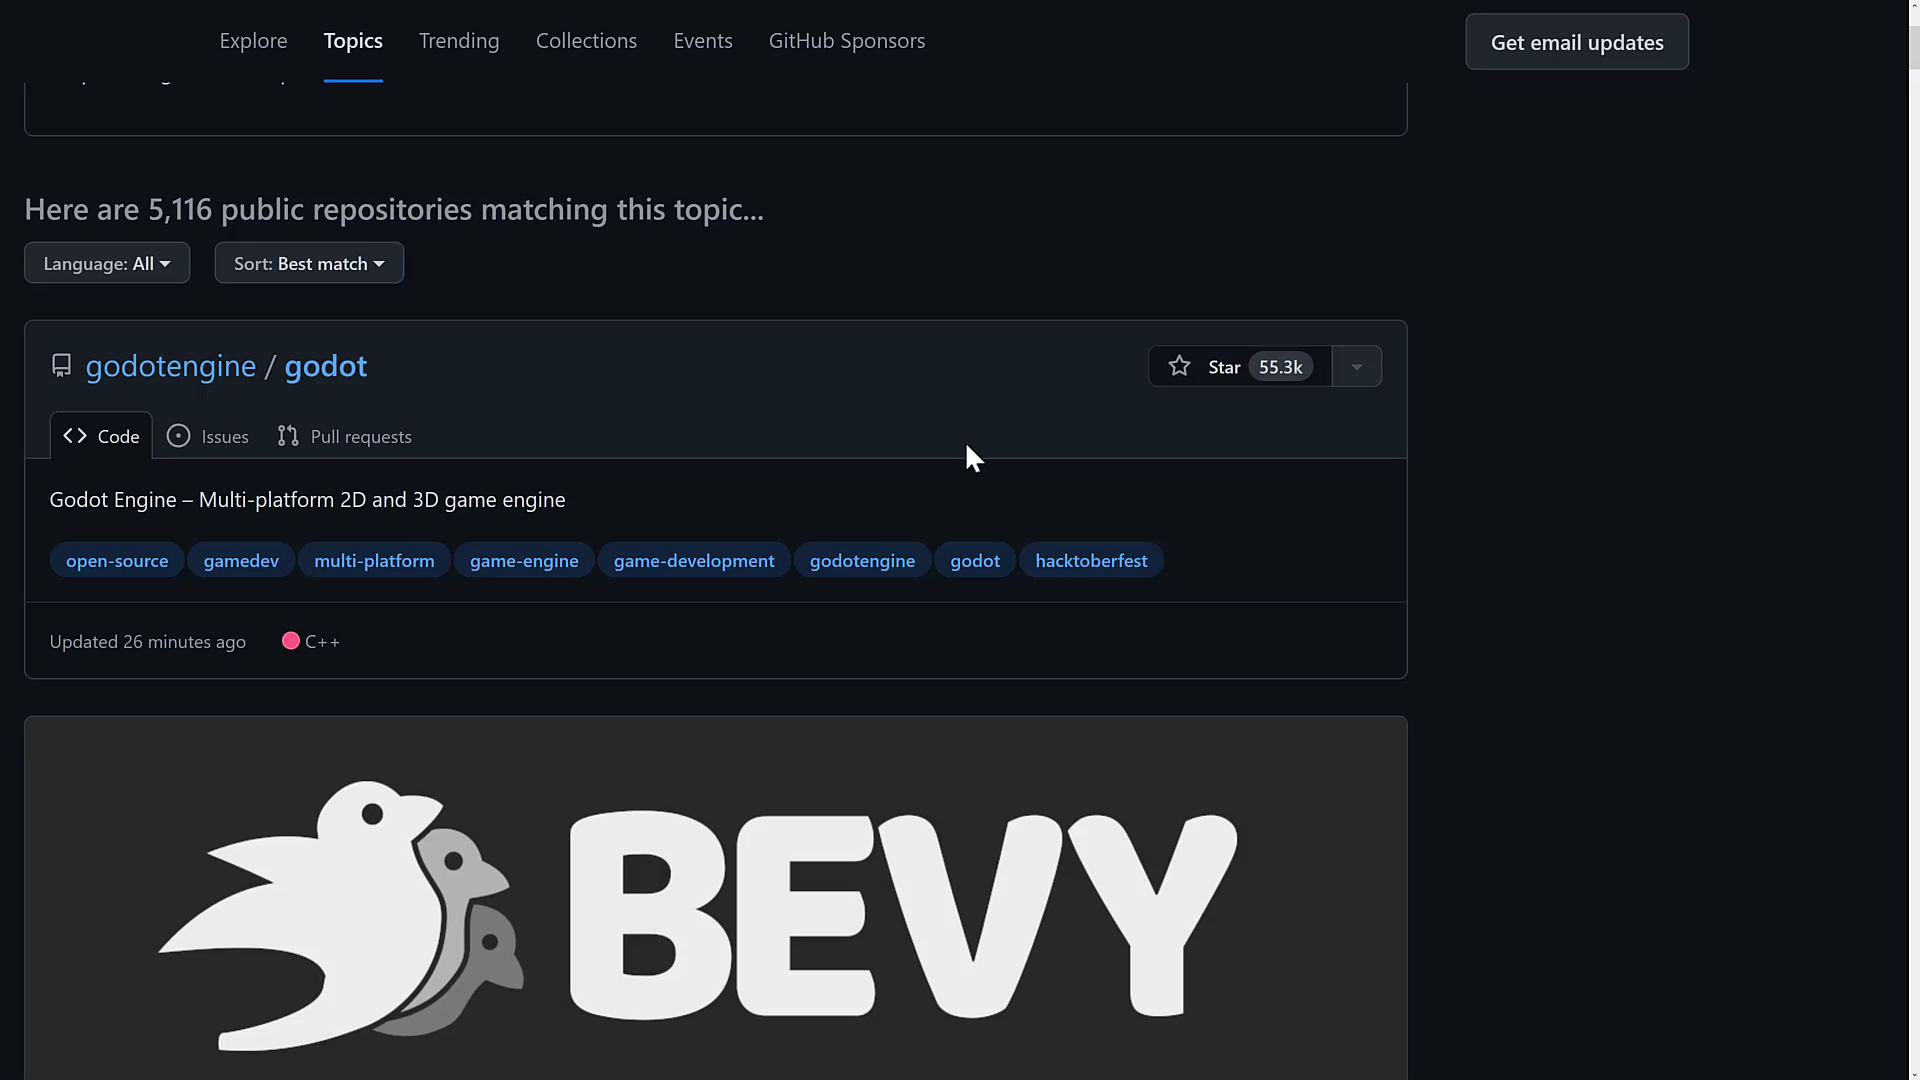 Explore Topics Trending Collections Events GitHub Sponsors
Get email updates
Here are 5,116 public repositories matching this topic...
Language: All Sort: Best match
godotengine / godot
Star 55.3k
Code Issues Pull requests
Godot Engine – Multi-platform 2D and 3D game engine
open-source gamedev multi-platform game-engine game-development godotengine godot hacktoberfest
Updated 26 minutes ago C++
BEVY